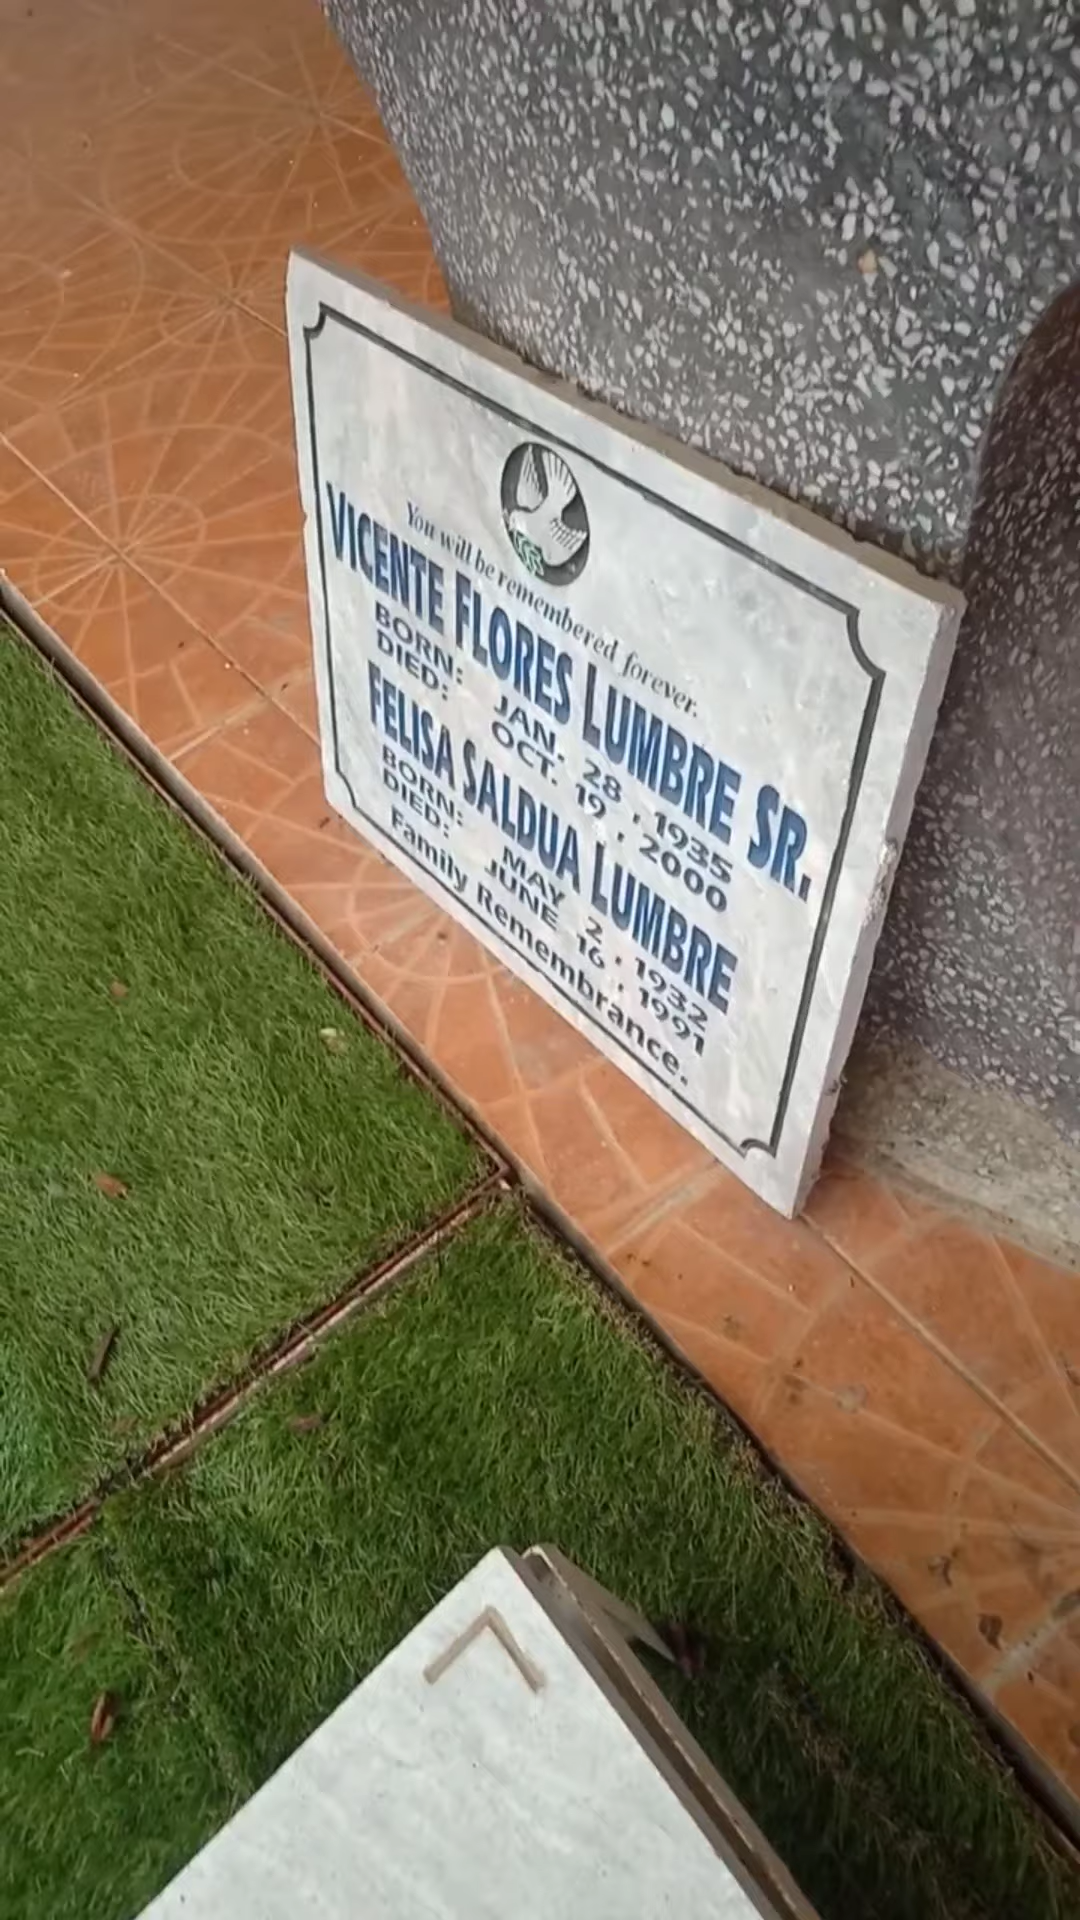 You will be remembered forever.
VICENTE FLORES LUMBRE SR.
BORN: JAN. 28, 1935
DIED: OCT. 19, 2000
FELISA SALDUA LUMBRE
BORN: MAY 2, 1932
DIED: JUNE 16, 1991
Family Remembrance.